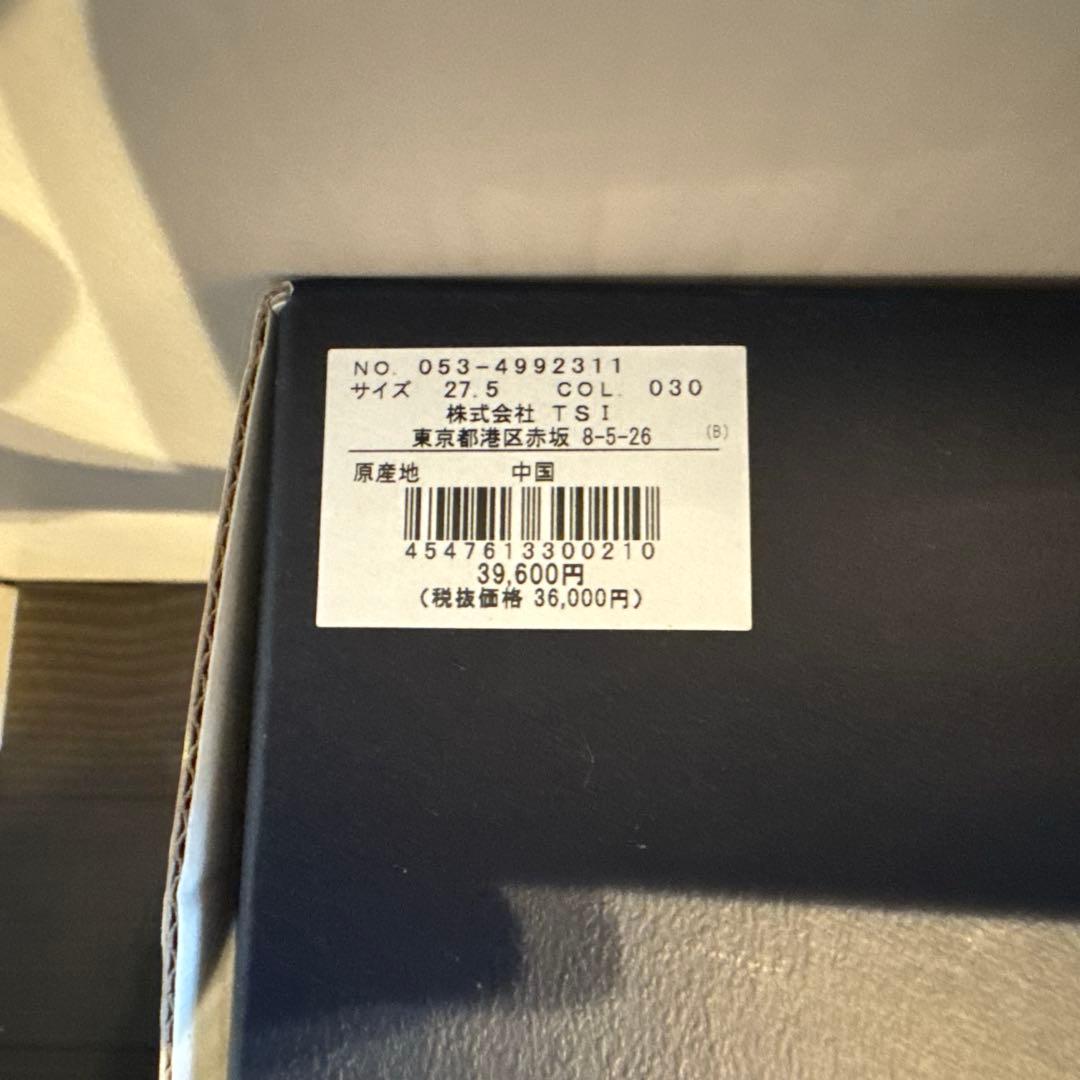 NO. 053-4992311
サイズ 27.5 COL. 030
株式会社 TSI
東京都港区赤坂 8-5-26 (B)
原産地 中国
4547613300210
39,600円
(税抜価格 36,000円)